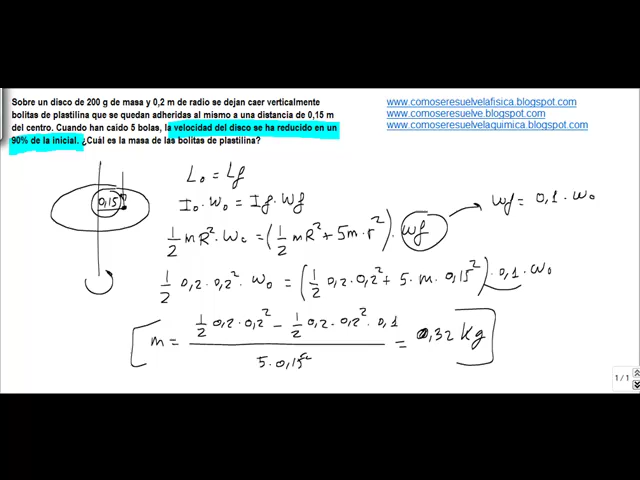 Sobre un disco de 200 g de masa y 0,2 m de radio se dejan caer verticalmente
bolitas de plastilina que se quedan adheridas al mismo a una distancia de 0,15 m
del centro. Cuando han caido 5 bolas, la velocidad del disco se ha reducido en un
90% de la inicial. ¿Cuál es la masa de las bolitas de plastilina?
www.comoseresuelvelafisica.blogspot.com
www.comoseresuelve.blogspot.com
www.comoseresuelvelaquimica.blogspot.com
0,15
L₀ = Lf
I₀ · w₀ = If · wf
wf = 0,1 · w₀
1/2 mR² · w₀ = (1/2 mR² + 5m · r²) · wf
1/2 0,2 · 0,2² · w₀ = (1/2 0,2 · 0,2² + 5 · m · 0,15²) · 0,1 · w₀
m = (1/2 0,2 · 0,2² − 1/2 0,2 · 0,2² · 0,1) / (5 · 0,15²) = 0,32 kg
1 / 1